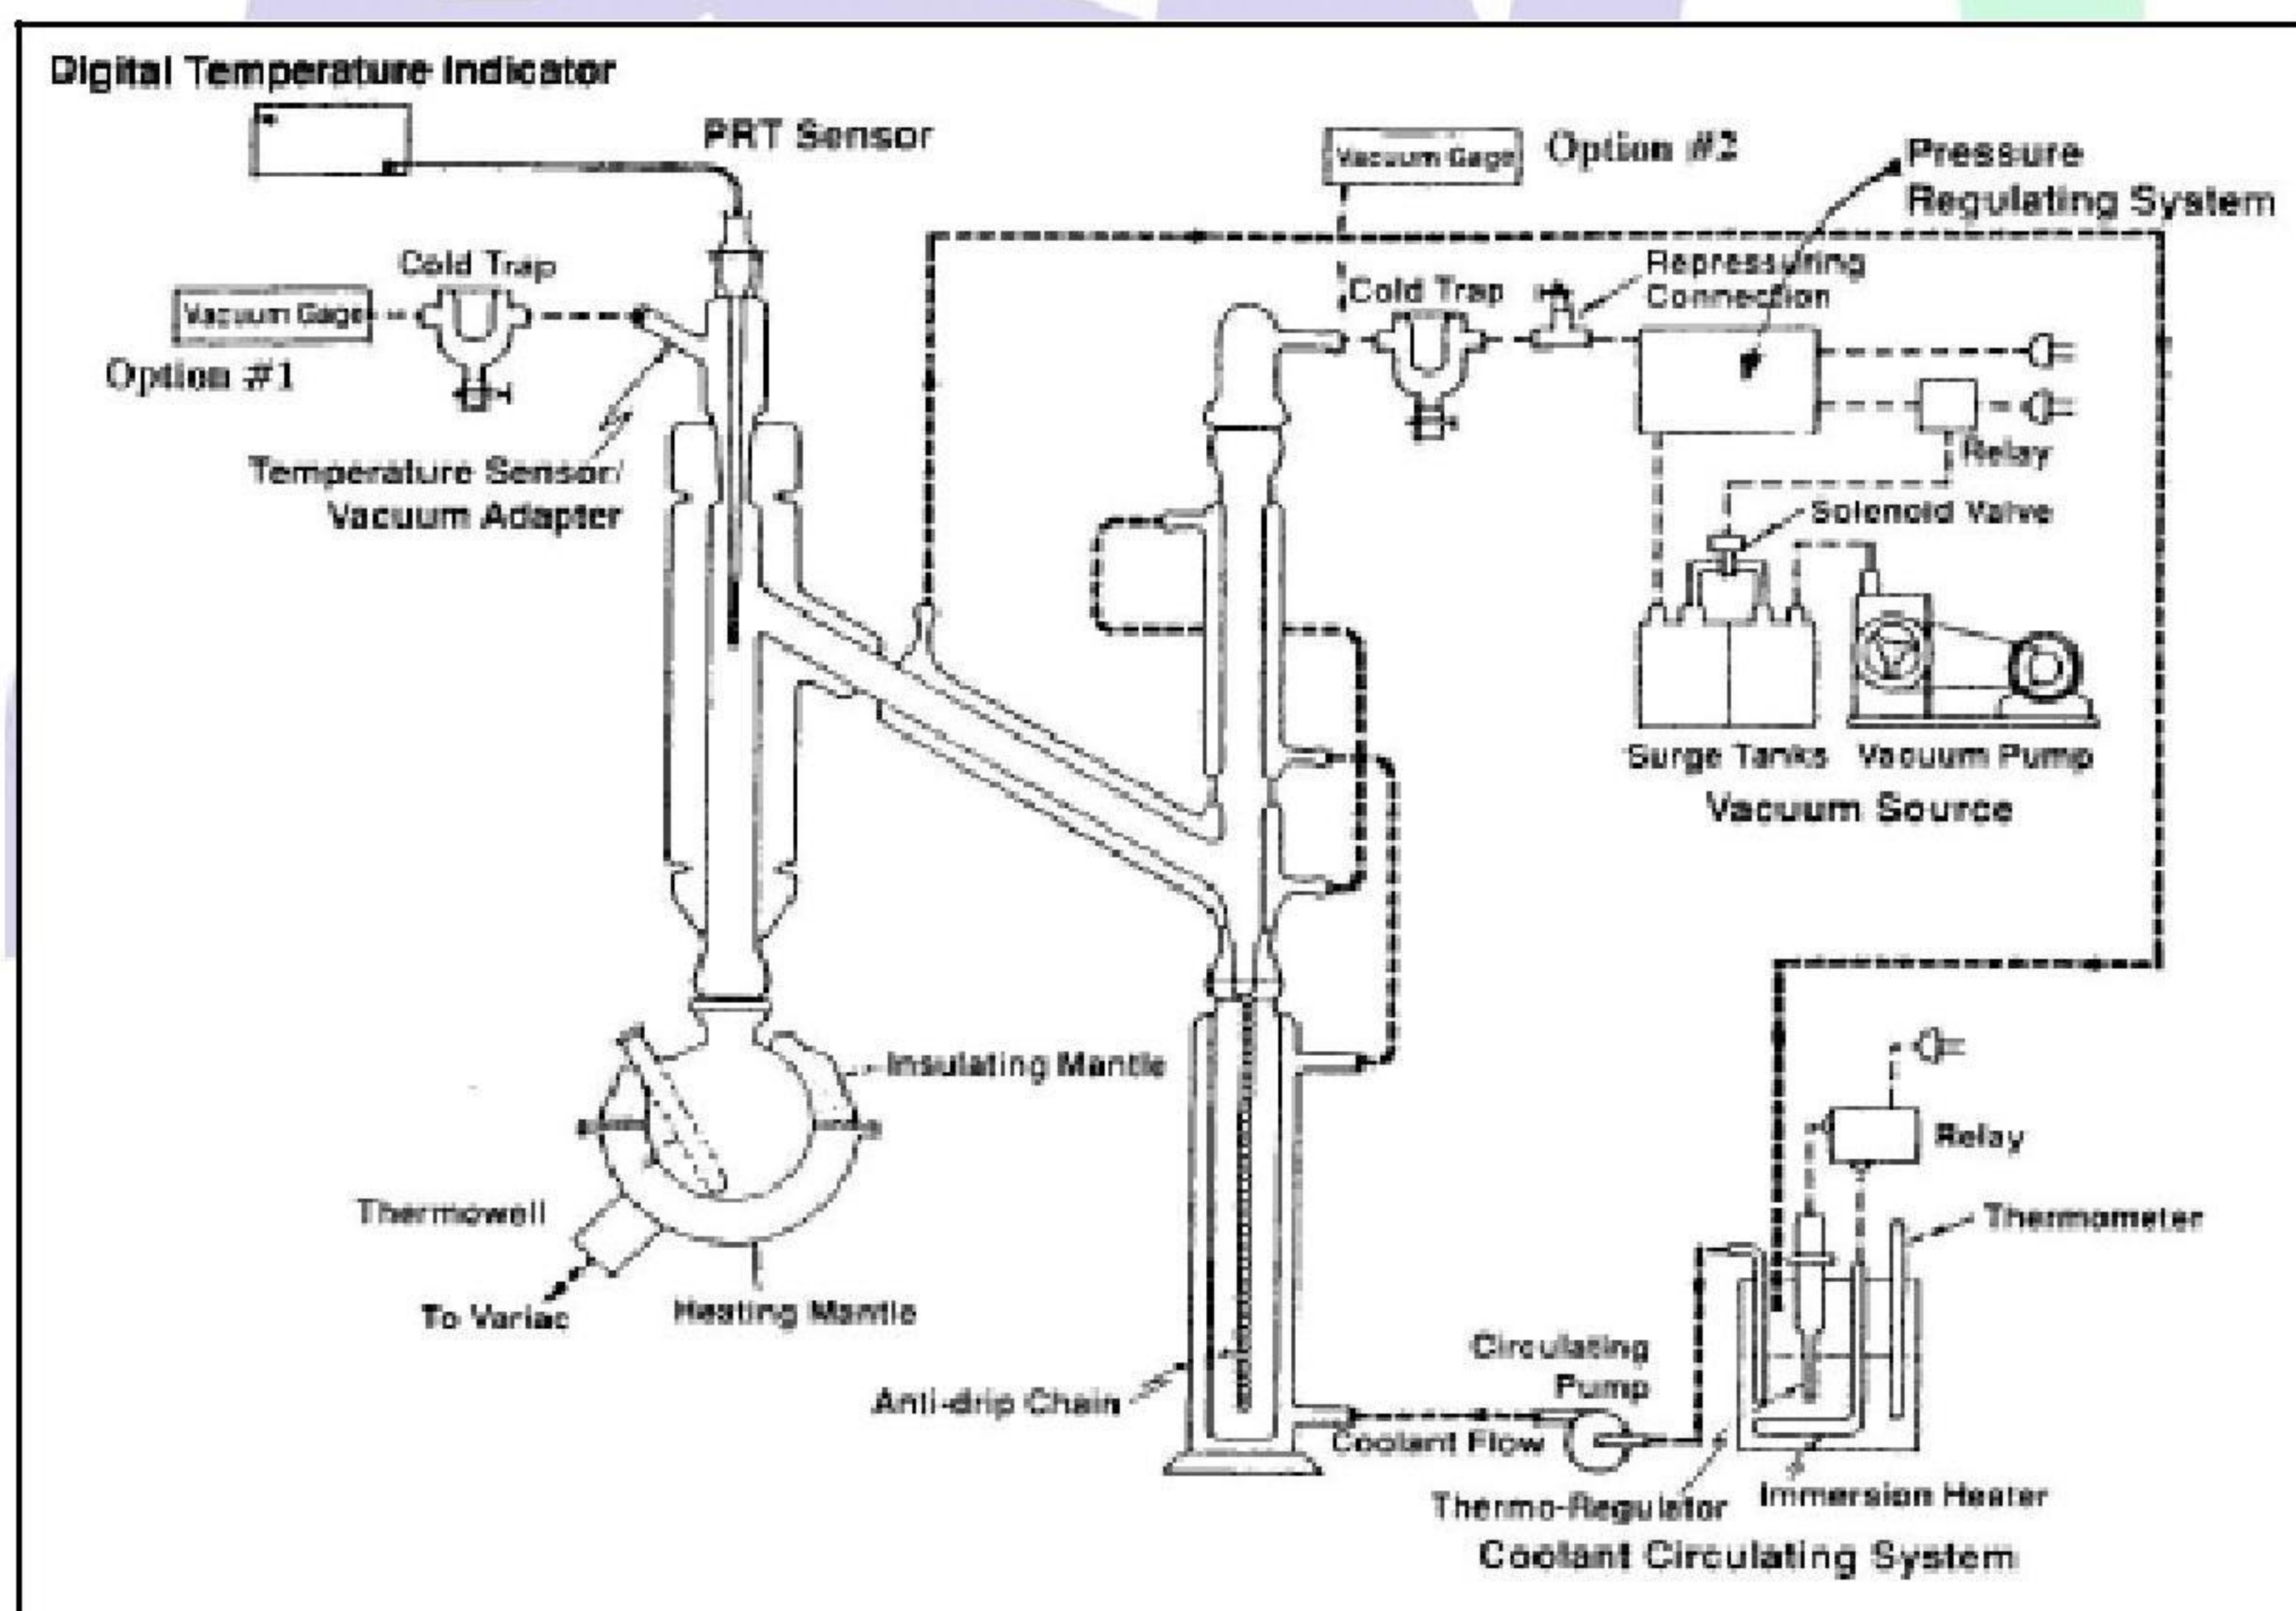 Digital Temperature Indicator
PRT Sensor
Vacuum Gage
Option #2
Pressure
Regulating System
Cold Trap
Repressuring
Connection
Cold Trap
Vacuum Gage
Option #1
Temperature Sensor/
Vacuum Adapter
Relay
Solenoid Valve
Surge Tanks
Vacuum Pump
Vacuum Source
Insulating Mantle
Relay
Thermowell
Thermometer
To Variac
Heating Mantle
Circulating
Pump
Anti-drip Chain
Coolant Flow
Thermo-Regulator
Immersion Heater
Coolant Circulating System